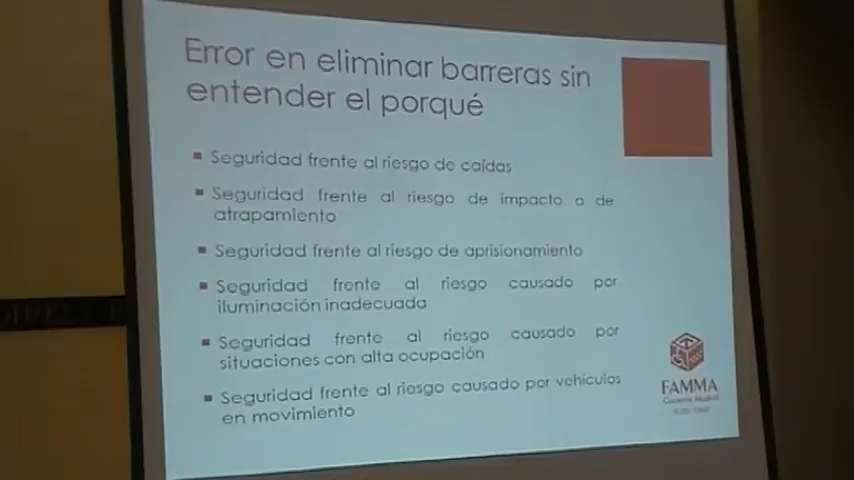 Error en eliminar barreras sin
entender el porqué
Seguridad frente al riesgo de caídas
Seguridad frente al riesgo de impacto o de
atrapamiento
Seguridad frente al riesgo de aprisionamiento
Seguridad frente al riesgo causado por
iluminación inadecuada
Seguridad frente al riesgo causado por
situaciones con alta ocupación
Seguridad frente al riesgo causado por vehículos
en movimiento
FAMMA